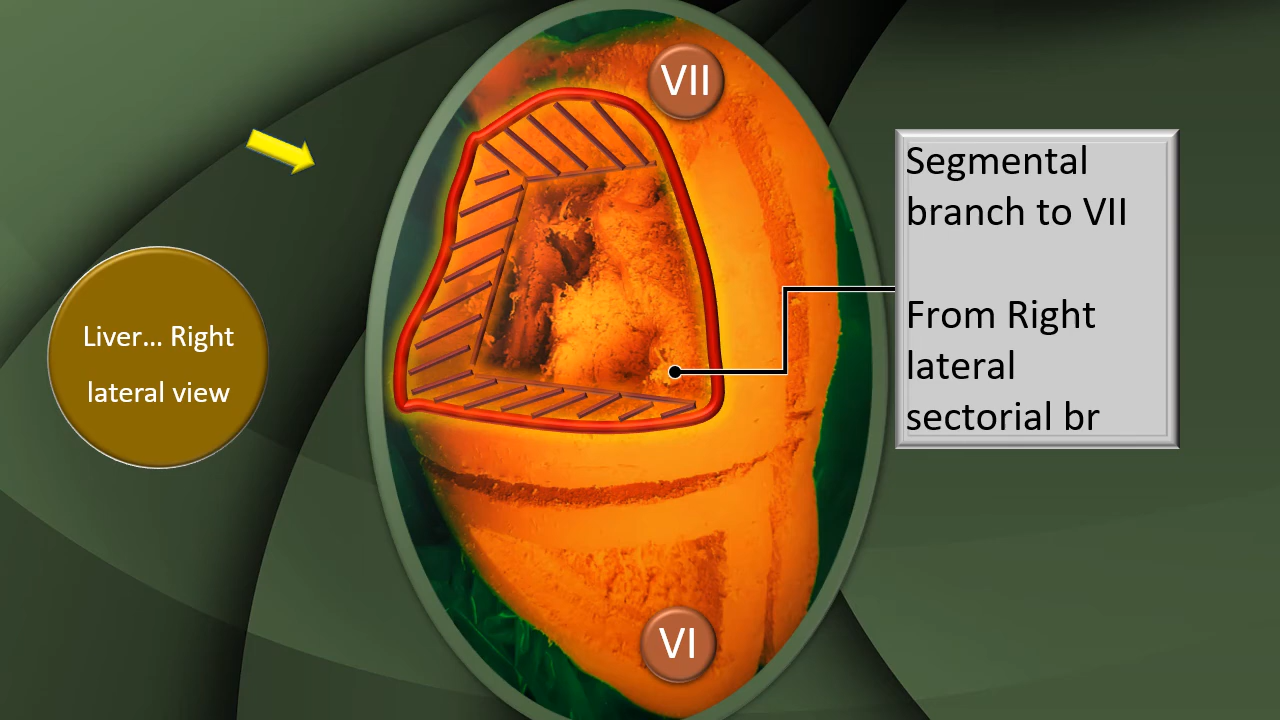 VII
Segmental
branch to VII
From Right
lateral
sectorial br
Liver... Right
lateral view
VI